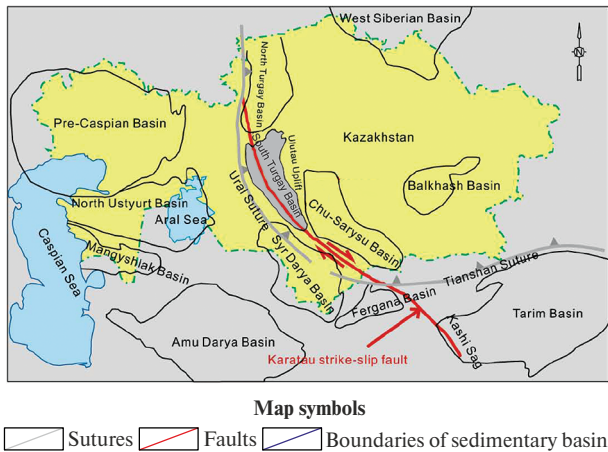 West Siberian Basin
N
North Turgay Basin
Pre-Caspian Basin
Kazakhstan
South Turgay Basin
Ulutau Uplift
Balkhash Basin
North Ustyurt Basin
Aral Sea
Ural Suture
Chu-Sarysu Basin
Caspian Sea
Mangyshlak Basin
Syr Darya Basin
Tianshan Suture
Fergana Basin
Tarim Basin
Amu Darya Basin
Kashi Sag
Karatau strike-slip fault
Map symbols
Sutures Faults Boundaries of sedimentary basin